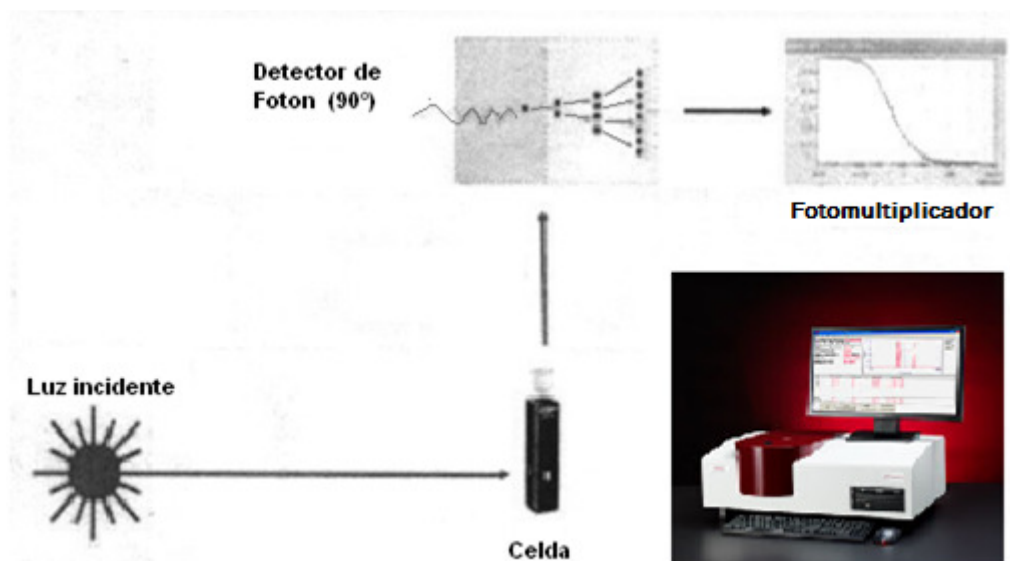 Detector de
Foton (90°)
Fotomultiplicador
Luz incidente
Celda